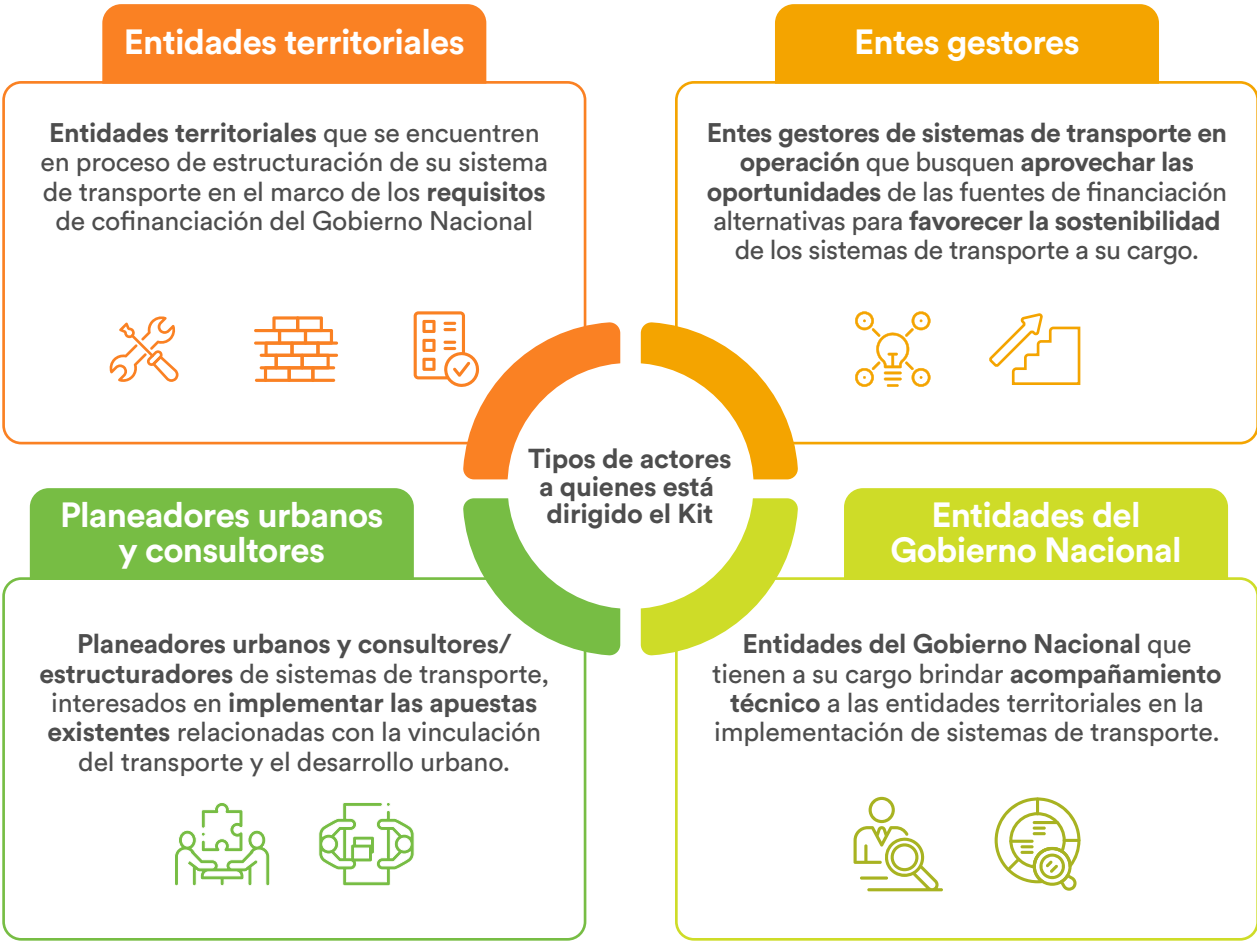 Entidades territoriales
Entidades territoriales que se encuentren
en proceso de estructuración de su sistema
de transporte en el marco de los requisitos
de cofinanciación del Gobierno Nacional
Entes gestores
Entes gestores de sistemas de transporte en
operación que busquen aprovechar las
oportunidades de las fuentes de financiación
alternativas para favorecer la sostenibilidad
de los sistemas de transporte a su cargo.
Tipos de actores
a quienes está
dirigido el Kit
Planeadores urbanos
y consultores
Planeadores urbanos y consultores/
estructuradores de sistemas de transporte,
interesados en implementar las apuestas
existentes relacionadas con la vinculación
del transporte y el desarrollo urbano.
Entidades del
Gobierno Nacional
Entidades del Gobierno Nacional que
tienen a su cargo brindar acompañamiento
técnico a las entidades territoriales en la
implementación de sistemas de transporte.